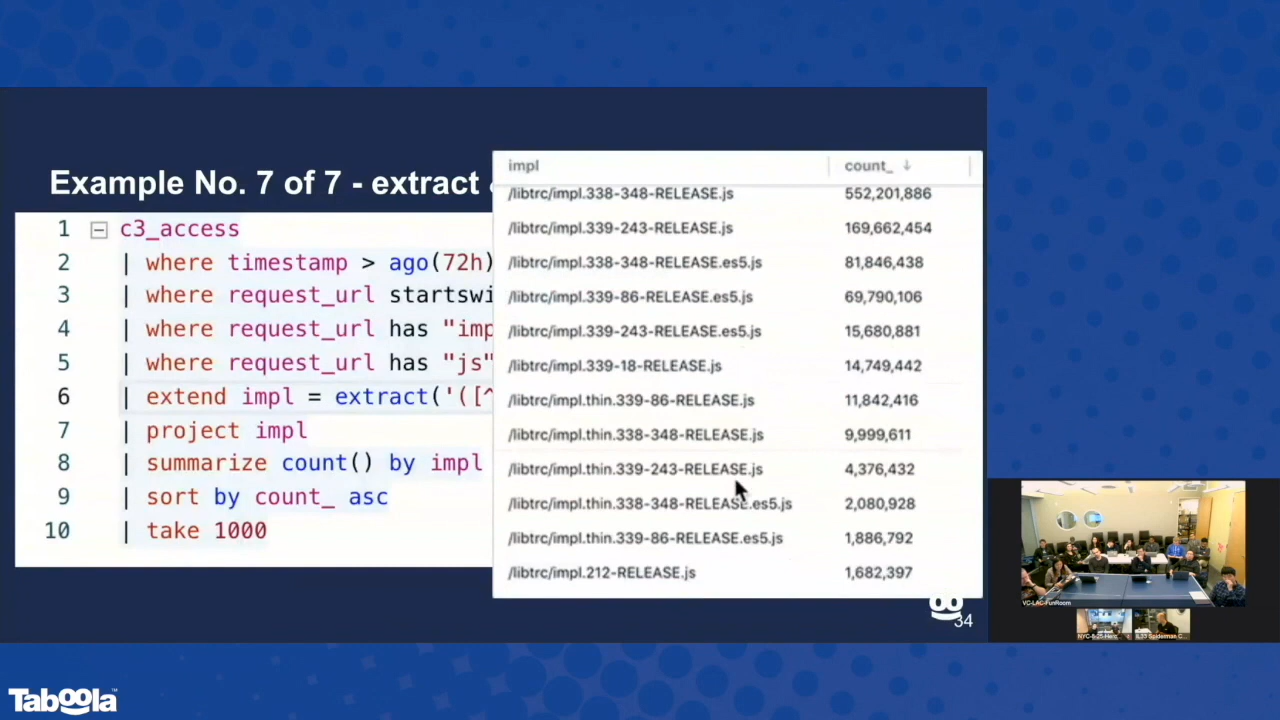 Example No. 7 of 7 - extract
1 c3_access
2 | where timestamp > ago(72h)
3 | where request_url startswi
4 | where request_url has "imp
5 | where request_url has "js"
6 | extend impl = extract('([^
7 | project impl
8 | summarize count() by impl
9 | sort by count_ asc
10 | take 1000
impl count_ ↓
/libtrc/impl.338-348-RELEASE.js 552,201,886
/libtrc/impl.339-243-RELEASE.js 169,662,454
/libtrc/impl.338-348-RELEASE.es5.js 81,846,438
/libtrc/impl.339-86-RELEASE.es5.js 69,790,106
/libtrc/impl.339-243-RELEASE.es5.js 15,680,881
/libtrc/impl.339-18-RELEASE.js 14,749,442
/libtrc/impl.thin.339-86-RELEASE.js 11,842,416
/libtrc/impl.thin.338-348-RELEASE.js 9,999,611
/libtrc/impl.thin.339-243-RELEASE.js 4,376,432
/libtrc/impl.thin.338-348-RELEASE.es5.js 2,080,928
/libtrc/impl.thin.339-86-RELEASE.es5.js 1,886,792
/libtrc/impl.212-RELEASE.js 1,682,397
34
VC-LAC-FunRoom
Taboola